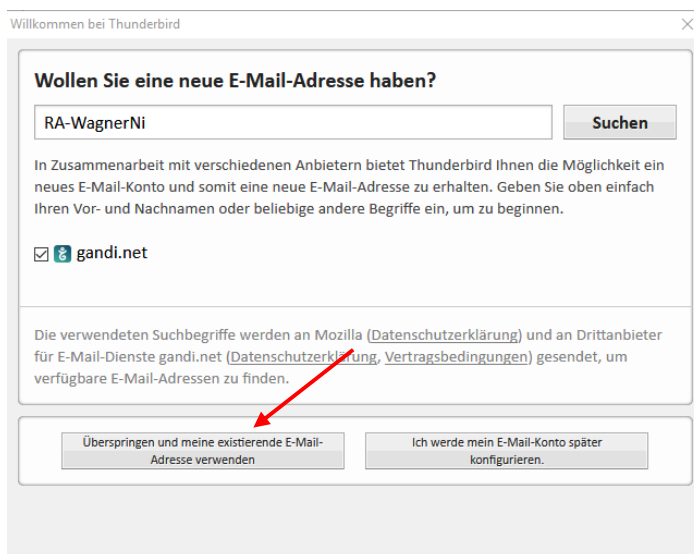 Willkommen bei Thunderbird
Wollen Sie eine neue E-Mail-Adresse haben?
RA-WagnerNi
Suchen
In Zusammenarbeit mit verschiedenen Anbietern bietet Thunderbird Ihnen die Möglichkeit ein
neues E-Mail-Konto und somit eine neue E-Mail-Adresse zu erhalten. Geben Sie oben einfach
Ihren Vor- und Nachnamen oder beliebige andere Begriffe ein, um zu beginnen.
gandi.net
Die verwendeten Suchbegriffe werden an Mozilla (Datenschutzerklärung) und an Drittanbieter
für E-Mail-Dienste gandi.net (Datenschutzerklärung, Vertragsbedingungen) gesendet, um
verfügbare E-Mail-Adressen zu finden.
Überspringen und meine existierende E-Mail-
Adresse verwenden
Ich werde mein E-Mail-Konto später
konfigurieren.